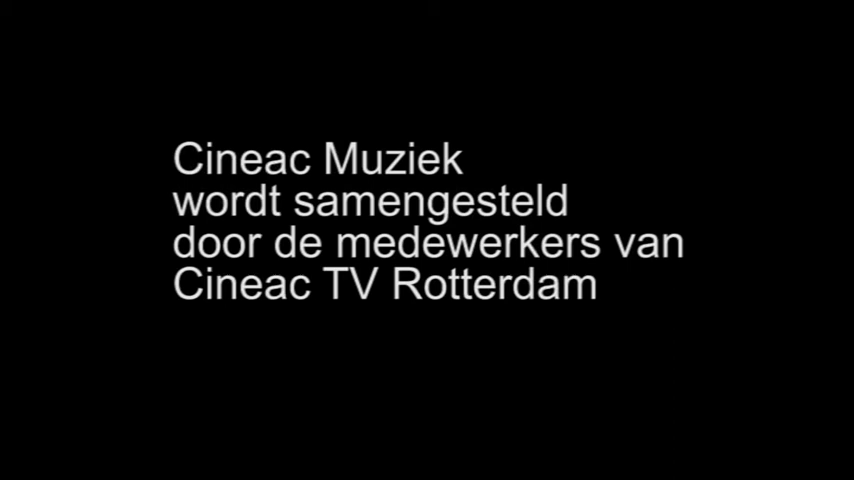 Cineac Muziek
wordt samengesteld
door de medewerkers van
Cineac TV Rotterdam